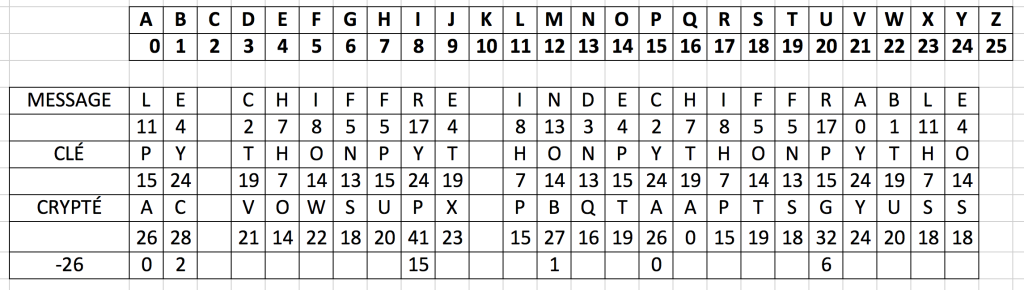 A B C D E F G H I J K L M N O P Q R S T U V W X Y Z
0 1 2 3 4 5 6 7 8 9 10 11 12 13 14 15 16 17 18 19 20 21 22 23 24 25
MESSAGE L E C H I F F R E I N D E C H I F F R A B L E
11 4 2 7 8 5 5 17 4 8 13 3 4 2 7 8 5 5 17 0 1 11 4
CLÉ P Y T H O N P Y T H O N P Y T H O N P Y T H O
15 24 19 7 14 13 15 24 19 7 14 13 15 24 19 7 14 13 15 24 19 7 14
CRYPTÉ A C V O W S U P X P B Q T A A P T S G Y U S S
26 28 21 14 22 18 20 41 23 15 27 16 19 26 0 15 19 18 32 24 20 18 18
-26 0 2 15 1 0 6